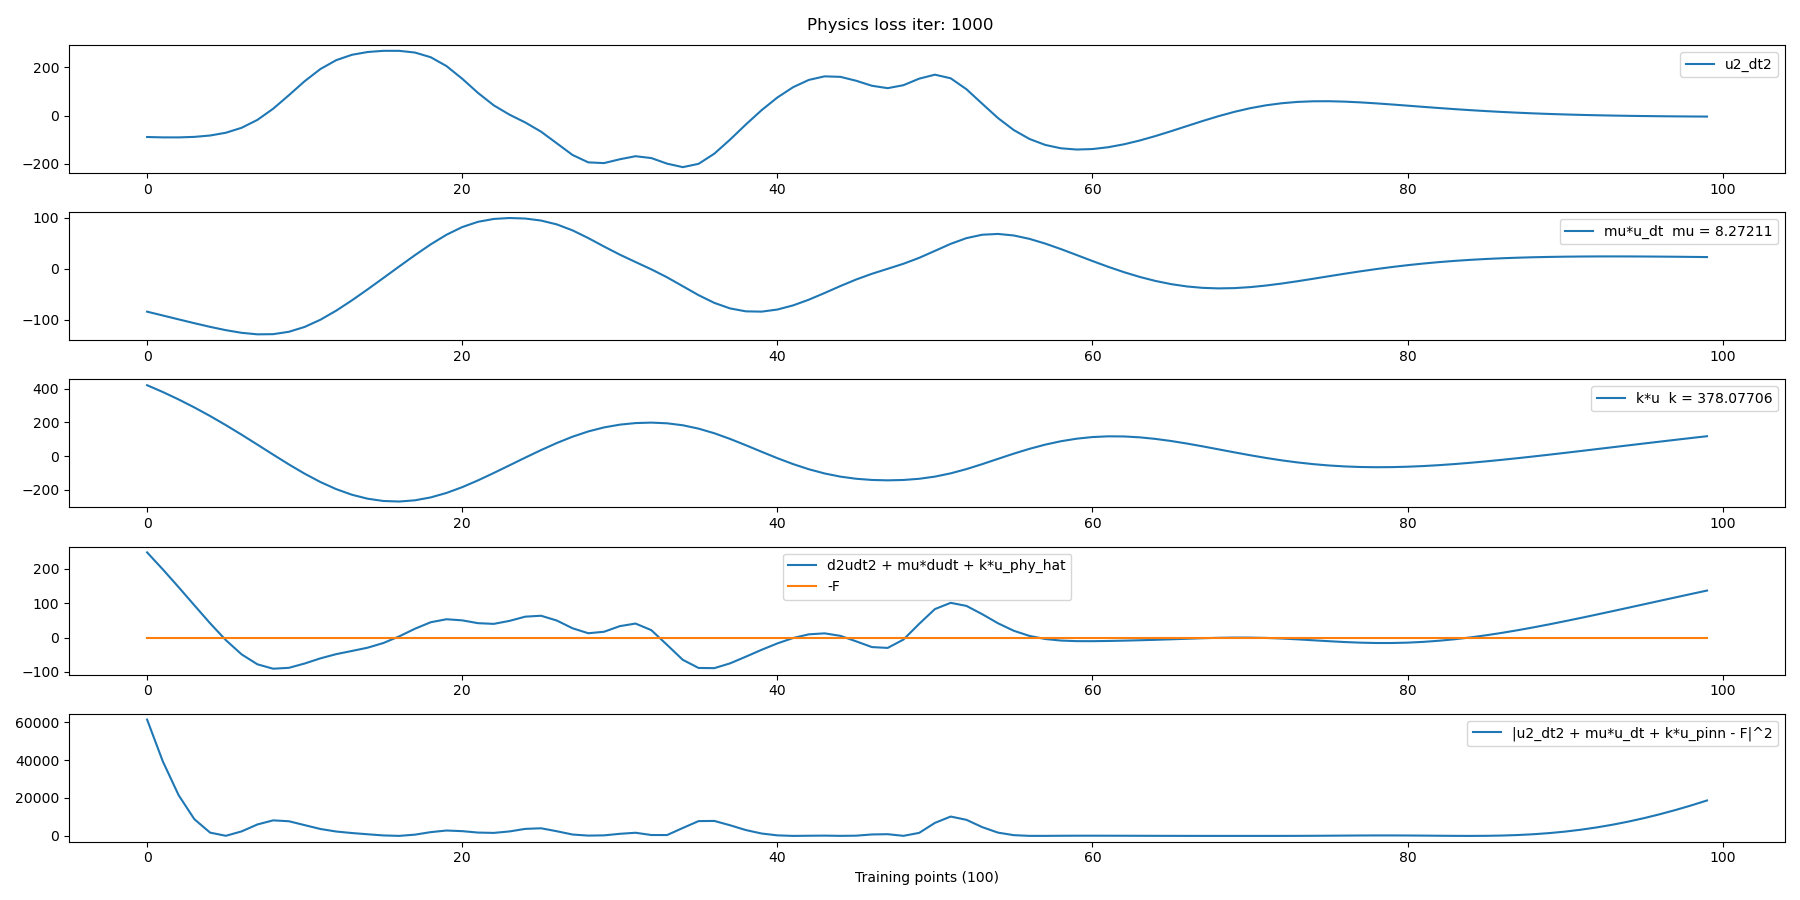 Physics loss iter: 1000
200
0
−200
u2_dt2
0 20 40 60 80 100
100
0
−100
mu*u_dt  mu = 8.27211
0 20 40 60 80 100
400
200
0
−200
k*u  k = 378.07706
0 20 40 60 80 100
200
100
0
−100
d2udt2 + mu*dudt + k*u_phy_hat
-F
0 20 40 60 80 100
60000
40000
20000
0
|u2_dt2 + mu*u_dt + k*u_pinn - F|^2
0 20 40 60 80 100
Training points (100)